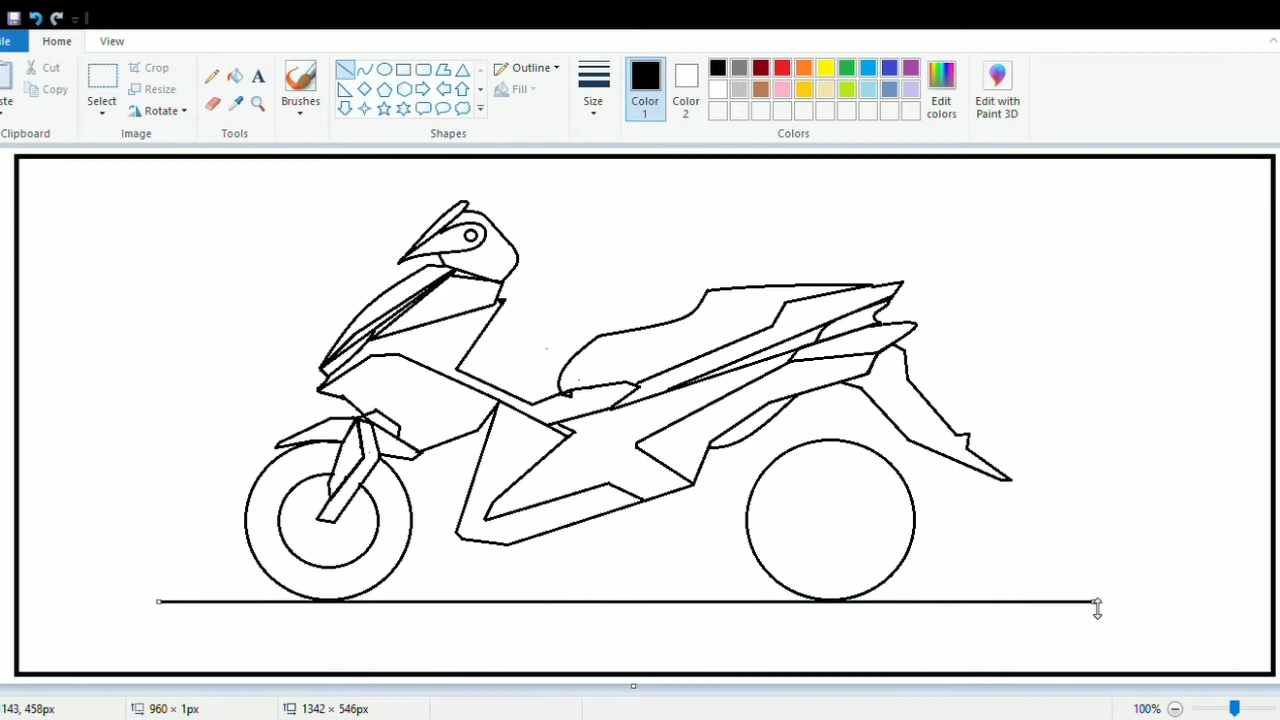 ile Home View
Cut
Copy
ste
Clipboard
Select
Crop
Resize
Rotate
Image
A
Tools
Brushes
Outline
Fill
Shapes
Size
Color
1
Color
2
Edit
colors
Colors
Edit with
Paint 3D
1143, 458px 960 × 1px 1342 × 546px 100%